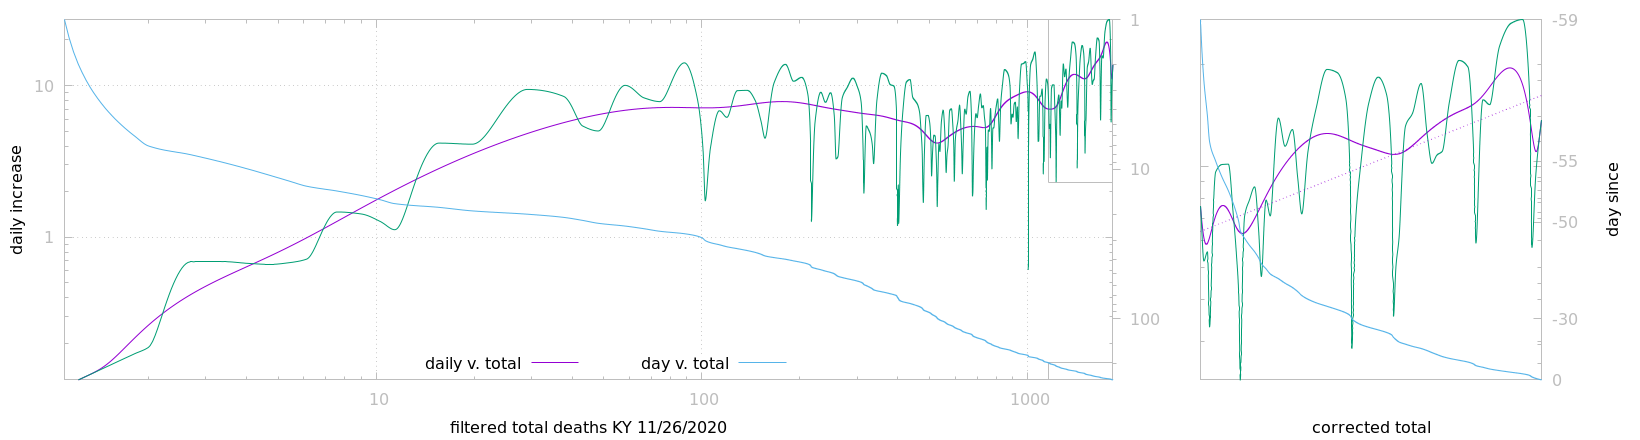 daily increase
10
1
daily v. total
day v. total
10
100
1000
filtered total deaths KY 11/26/2020
1
10
100
-59
-55
-50
-30
0
day since
corrected total